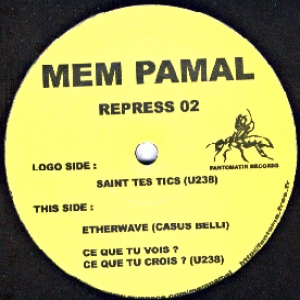 MEM PAMAL
REPRESS 02
PANTOMATIK RECORDS
LOGO SIDE :
SAINT TES TICS (U238)
THIS SIDE :
ETHERWAVE (CASUS BELLI)
CE QUE TU VOIS ?
CE QUE TU CROIS ? (U238)